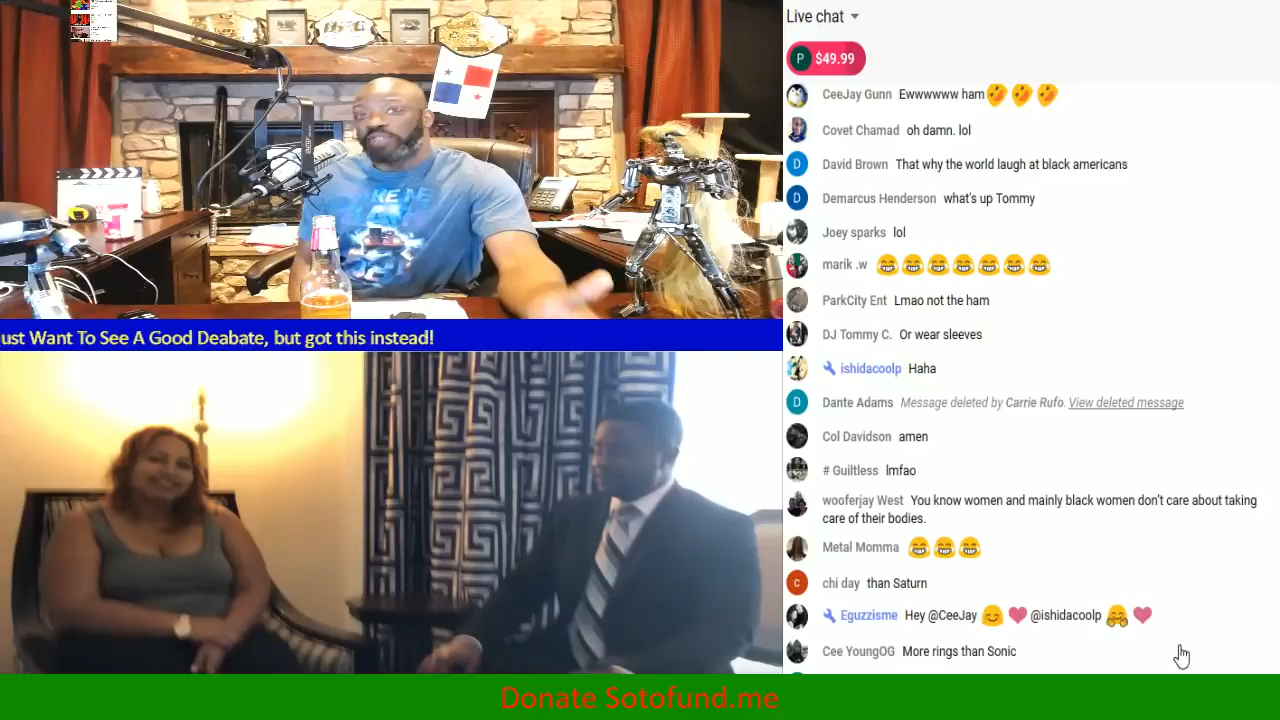 Live chat
P $49.99
CeeJay Gunn Ewwwwww ham🤣🤣🤣
Covet Chamad oh damn. lol
D David Brown That why the world laugh at black americans
D Demarcus Henderson what's up Tommy
Joey sparks lol
marik .w 😂😂😂😂😂😂😂
ParkCity Ent Lmao not the ham
DJ Tommy C. Or wear sleeves
ishidacoolp Haha
D Dante Adams Message deleted by Carrie Rufo. View deleted message
Col Davidson amen
# Guiltless lmfao
wooferjay West You know women and mainly black women don't care about taking
care of their bodies.
Metal Momma 😂😂😂
c chi day than Saturn
Eguzzisme Hey @CeeJay 😊❤️@ishidacoolp 🤗❤️
Cee YoungOG More rings than Sonic
ust Want To See A Good Deabate, but got this instead!
Donate Sotofund.me